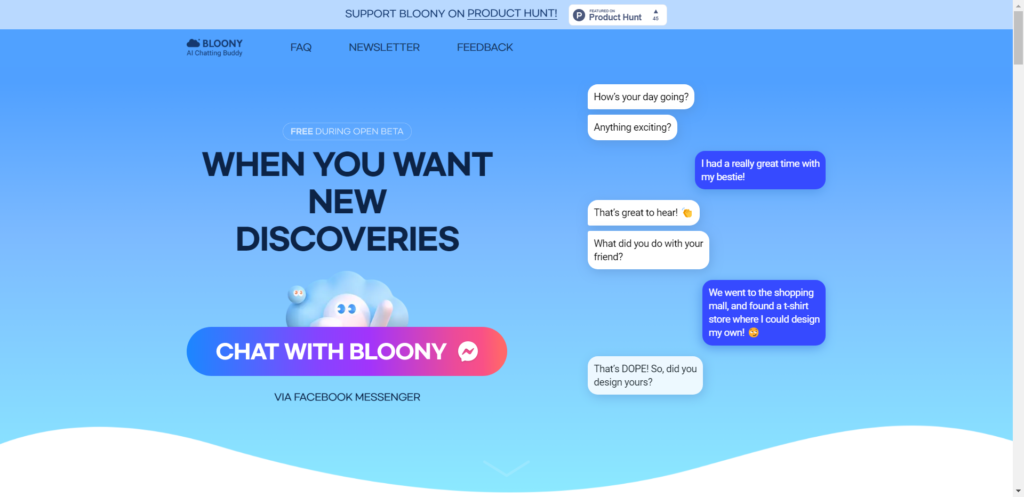 SUPPORT BLOONY ON PRODUCT HUNT!
FEATURED ON
Product Hunt
48
BLOONY
AI Chatting Buddy
FAQ
NEWSLETTER
FEEDBACK
FREE DURING OPEN BETA
WHEN YOU WANT
NEW
DISCOVERIES
CHAT WITH BLOONY
VIA FACEBOOK MESSENGER
How's your day going?
Anything exciting?
I had a really great time with
my bestie!
That's great to hear! 👏
What did you do with your
friend?
We went to the shopping
mall, and found a t-shirt
store where I could design
my own! 🥳
That's DOPE! So, did you
design yours?